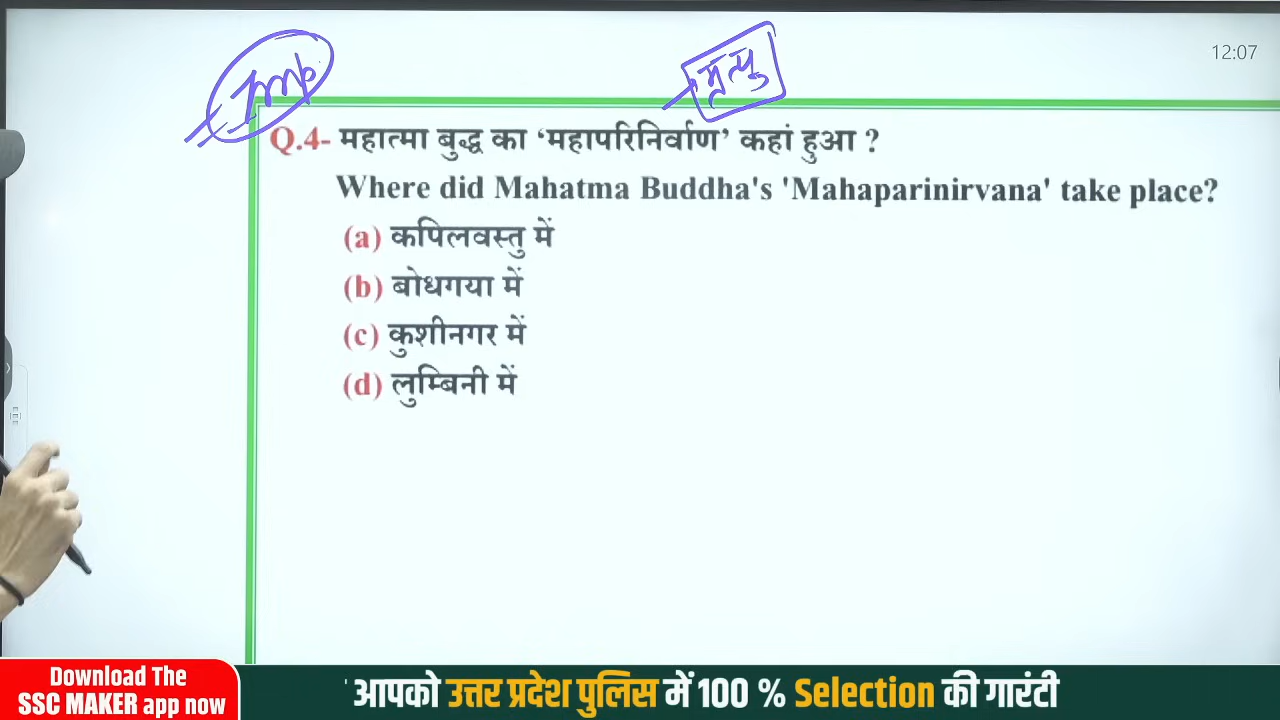 12:07
Imp
मृत्यु
Q.4- महात्मा बुद्ध का ‘महापरिनिर्वाण’ कहां हुआ ?
Where did Mahatma Buddha's 'Mahaparinirvana' take place?
(a) कपिलवस्तु में
(b) बोधगया में
(c) कुशीनगर में
(d) लुम्बिनी में
Download The
SSC MAKER app now
आपको उत्तर प्रदेश पुलिस में 100 % Selection की गारंटी